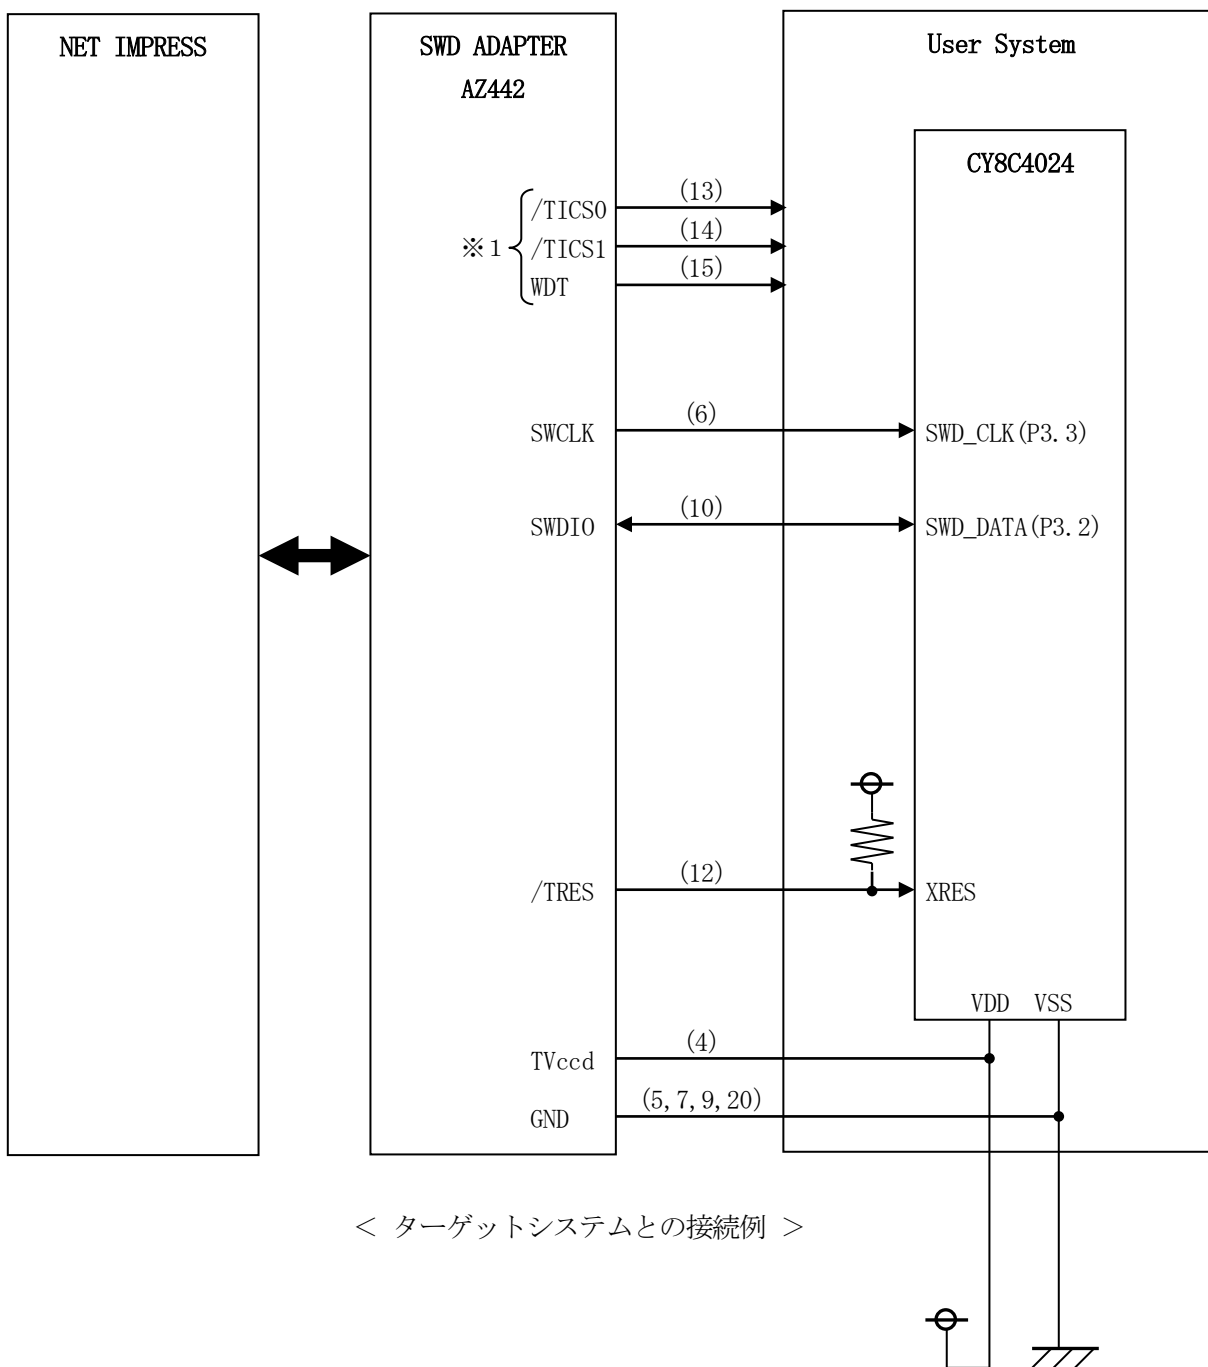 NET IMPRESS
SWD ADAPTER
AZ442
User System
CY8C4024
※1
/TICS0
(13)
/TICS1
(14)
WDT
(15)
SWCLK
(6)
SWD_CLK(P3.3)
SWDIO
(10)
SWD_DATA(P3.2)
/TRES
(12)
XRES
VDD
VSS
TVccd
(4)
GND
(5,7,9,20)
< ターゲットシステムとの接続例 >